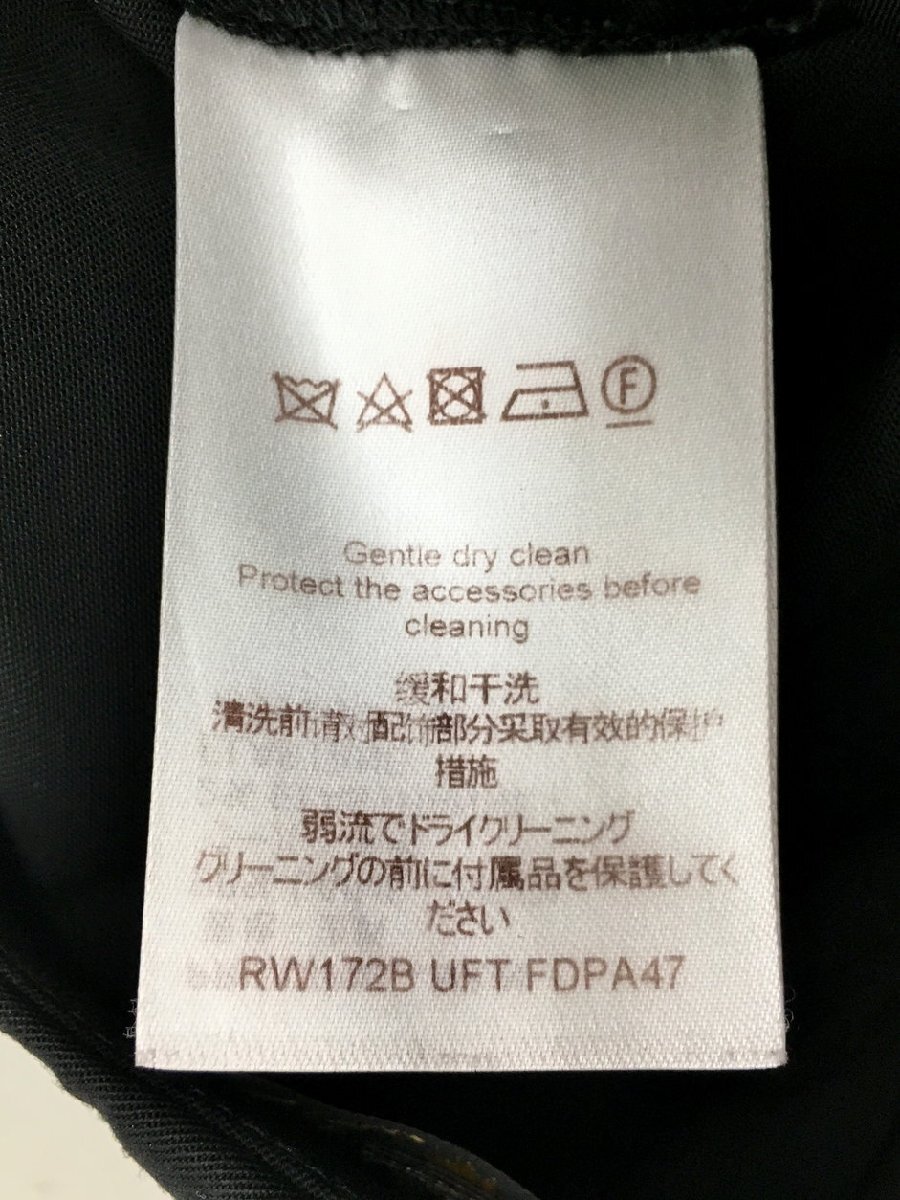 F
Gentle dry clean
Protect the accessories before
cleaning
缓和干洗
清洗前请对配饰部分采取有效的保护
措施
弱流でドライクリーニング
クリーニングの前に付属品を保護してく
ださい
RW172B UFT FDPA47